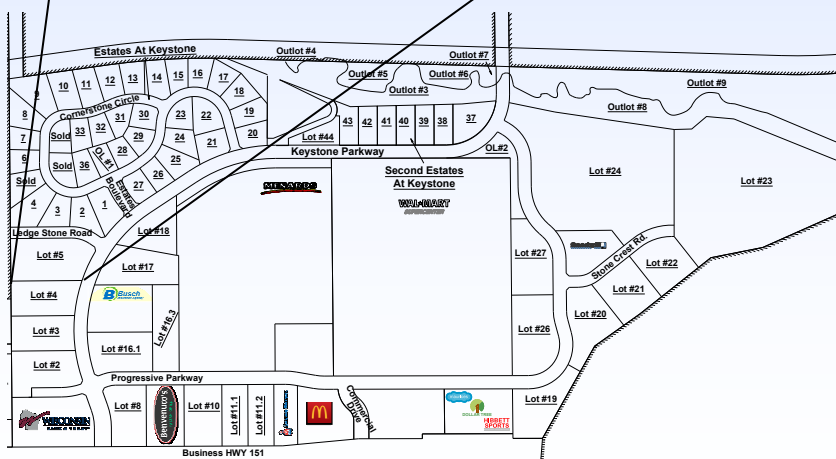 Estates At Keystone
Outlot #4
Outlot #7
Outlot #5
Outlot #6
Outlot #3
Outlot #9
Outlot #8
9
10
11
12
13
14
15
16
17
18
19
20
8
7
6
Sold
4
3
2
1
Cornerstone Circle
Sold
33
32
31
30
29
28
27
26
25
24
23
22
21
Sold
36
OL #1
Estates
Boulevard
Lot #44
43
42
41
40
39
38
37
Keystone Parkway
OL#2
Second Estates
At Keystone
MENARDS
WAL-MART
SUPERCENTER
Lot #24
Lot #23
Ledge Stone Road
Lot #18
Lot #5
Lot #17
Lot #4
Busch
Lot #3
Lot #16.3
Lot #16.1
Lot #2
Lot #27
Stone Crest Rd.
Lot #22
Lot #21
Lot #20
Lot #26
Lot #19
Progressive Parkway
WISCONSIN
Lot #8
Benvenuto's
Lot #10
Lot #11.1
Lot #11.2
Commercial
Drive
DOLLAR TREE
HIBBETT
SPORTS
Business HWY 151